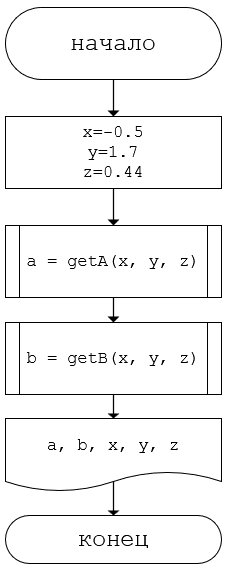 начало
x=-0.5
y=1.7
z=0.44
a = getA(x, y, z)
b = getB(x, y, z)
a, b, x, y, z
конец